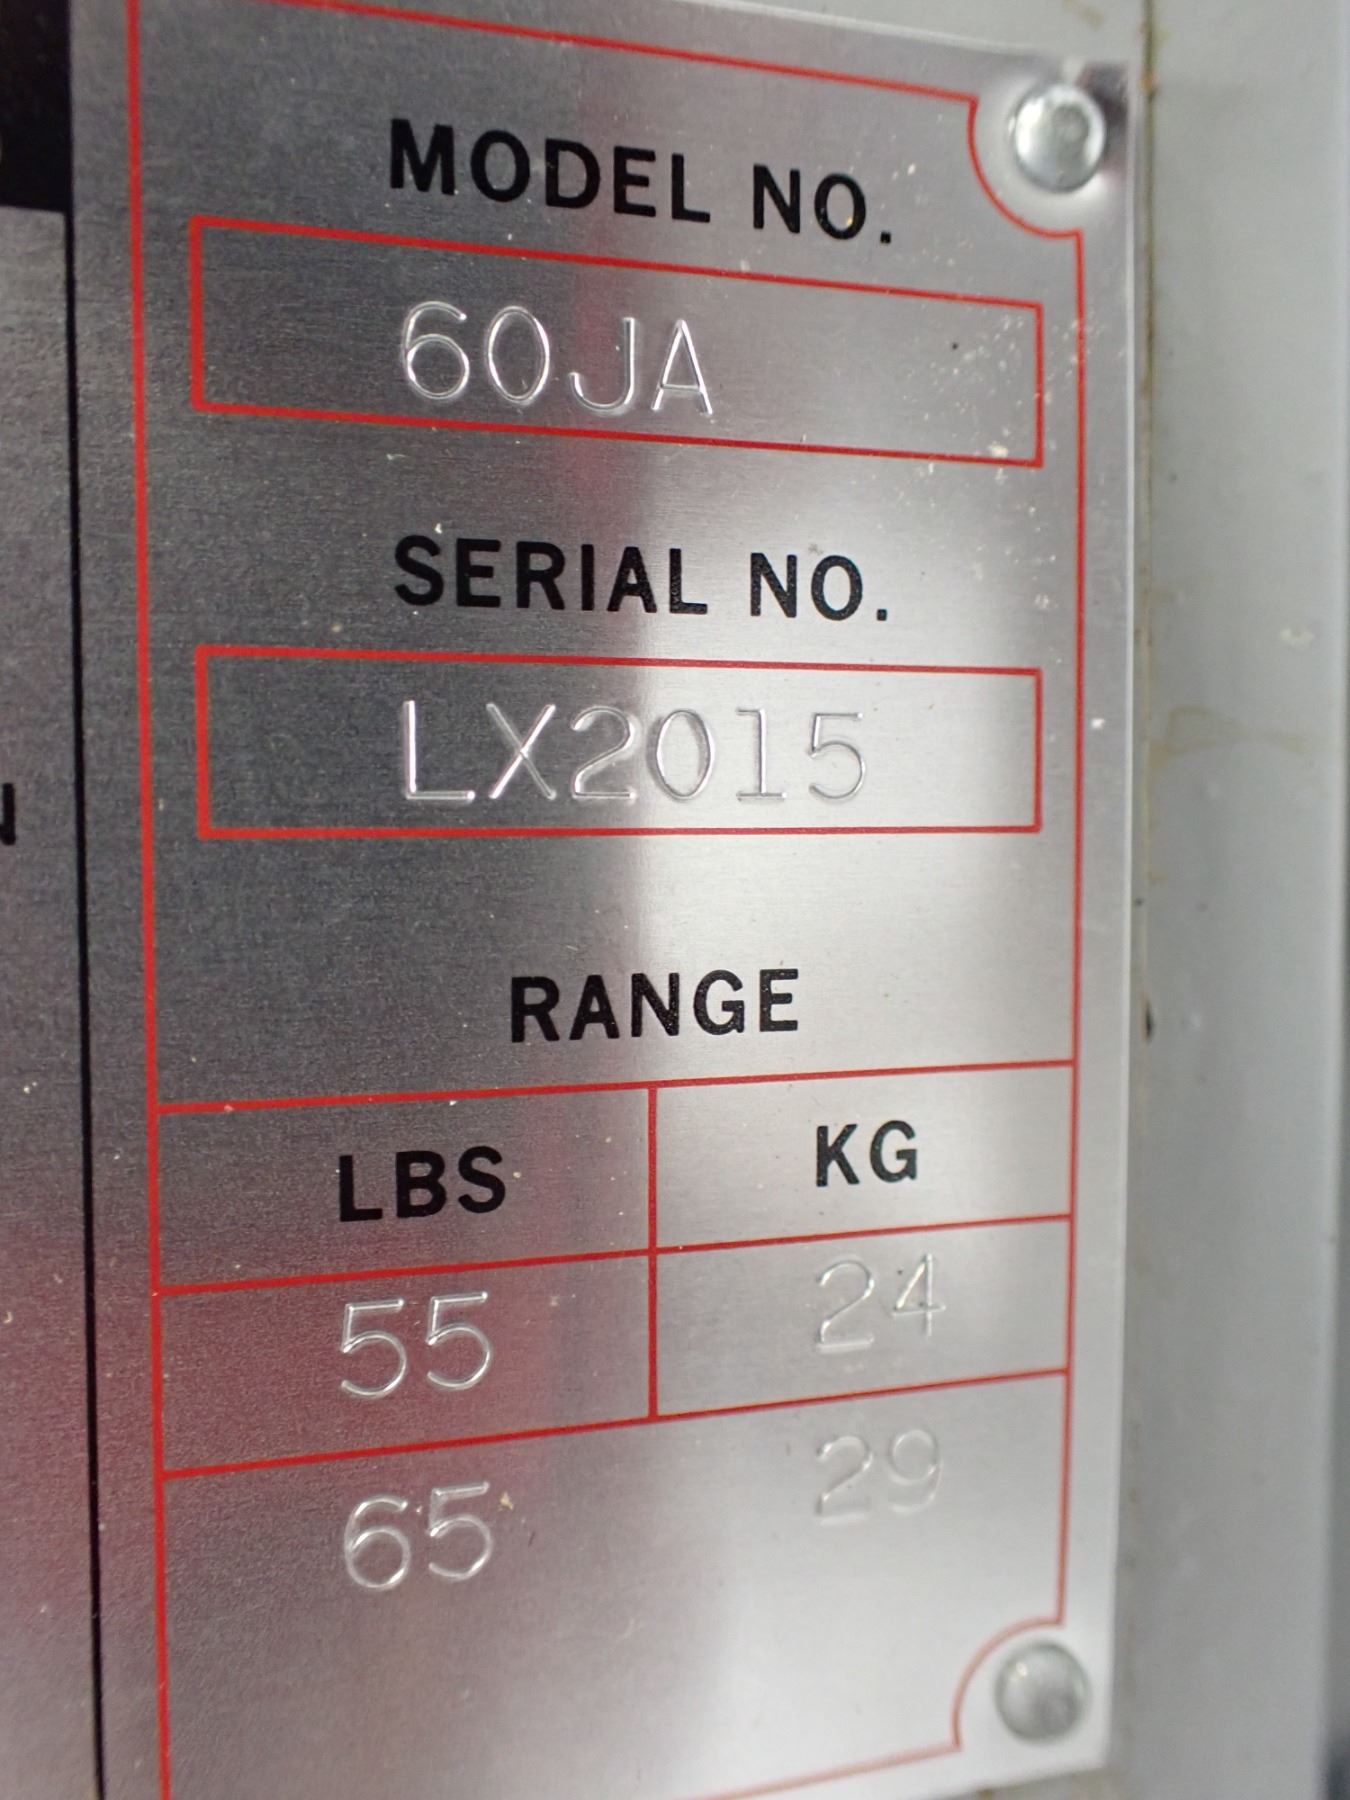 MODEL NO.
60JA
SERIAL NO.
LX2015
RANGE
LBS KG
55 24
65 29